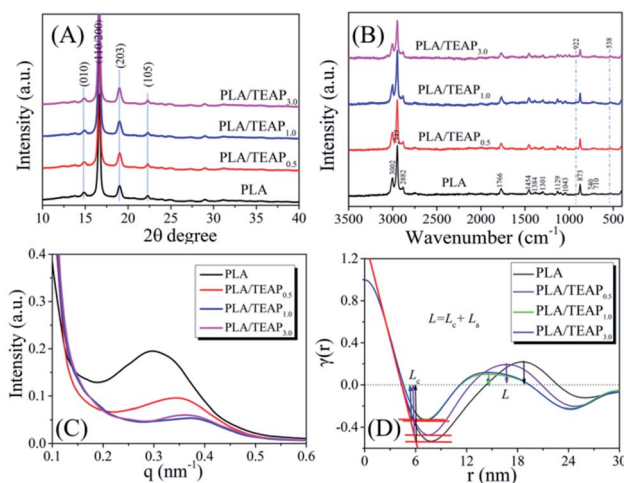 (A)
(010)
(110/200)
(203)
(105)
PLA/TEAP3.0
PLA/TEAP1.0
PLA/TEAP0.5
PLA
Intensity (a.u.)
10 15 20 25 30 35 40
2θ degree
(B)
922
538
PLA/TEAP3.0
PLA/TEAP1.0
PLA/TEAP0.5
PLA
3002
2882
1766
1454
1384
1301
1129
1043
873
740
710
Intensity (a.u.)
3500 3000 2500 2000 1500 1000 500
Wavenumber (cm-1)
(C)
PLA
PLA/TEAP0.5
PLA/TEAP1.0
PLA/TEAP3.0
Intensity (a.u.)
0.4
0.3
0.2
0.1
0.0
0.1 0.2 0.3 0.4 0.5 0.6
q (nm-1)
(D)
PLA
PLA/TEAP0.5
PLA/TEAP1.0
PLA/TEAP3.0
L=Lc + La
Lc
L
γ(r)
1.2
0.8
0.4
0.0
-0.4
0 6 12 18 24 30
r (nm)